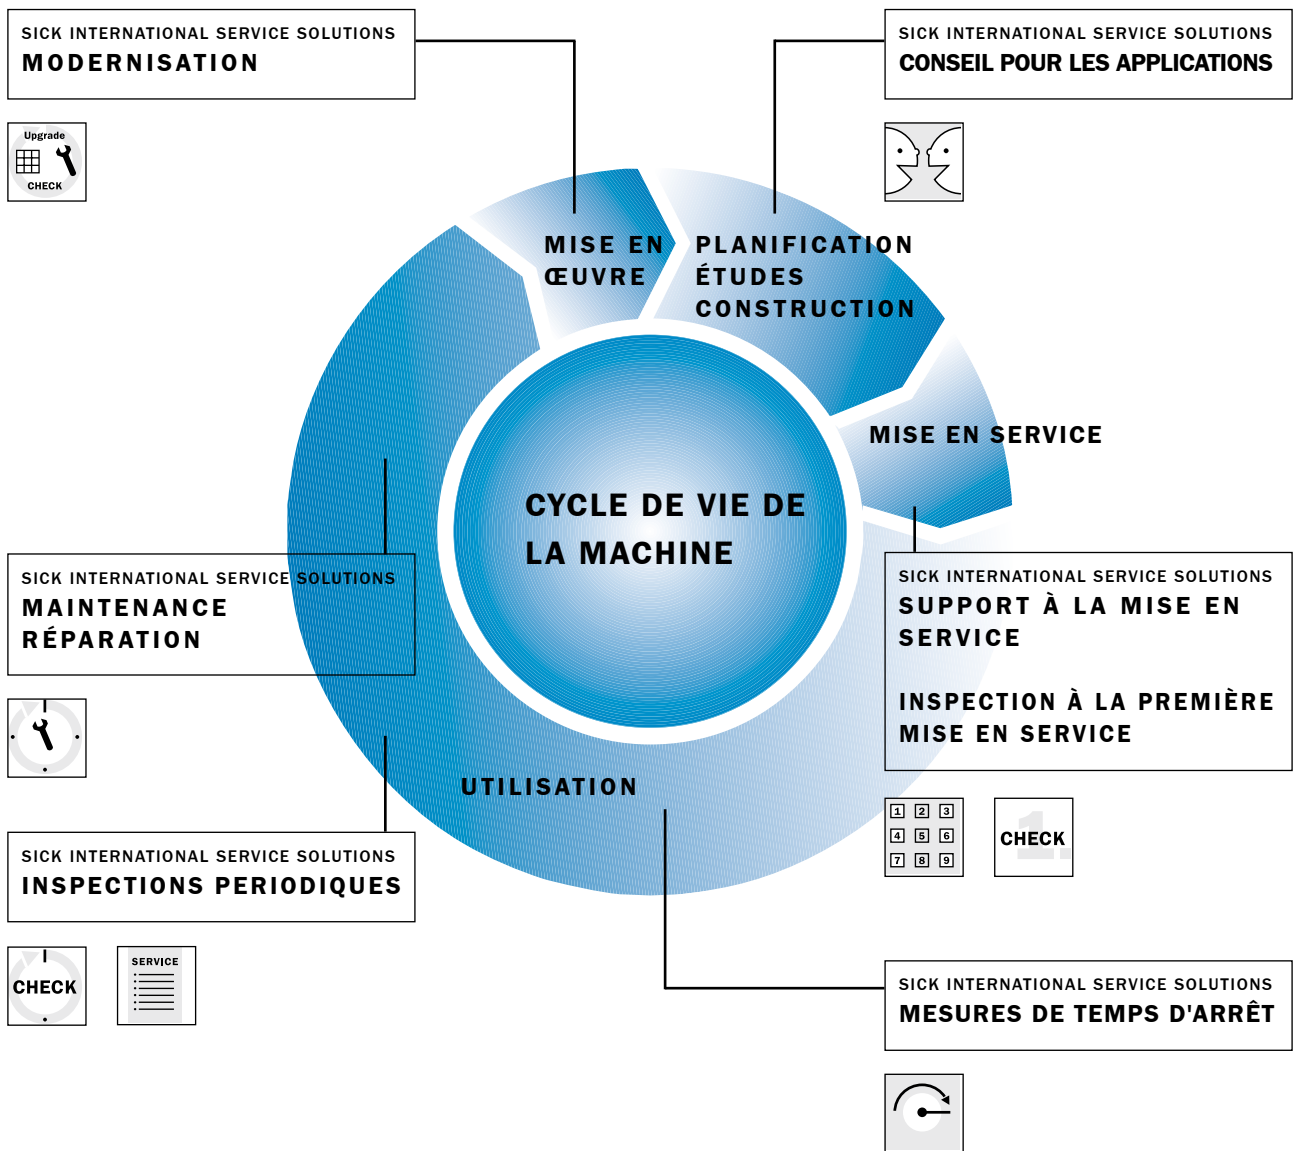 SICK INTERNATIONAL SERVICE SOLUTIONS
MODERNISATION
Upgrade
CHECK
SICK INTERNATIONAL SERVICE SOLUTIONS
CONSEIL POUR LES APPLICATIONS
MISE EN
ŒUVRE
PLANIFICATION
ÉTUDES
CONSTRUCTION
MISE EN SERVICE
CYCLE DE VIE DE
LA MACHINE
SICK INTERNATIONAL SERVICE SOLUTIONS
MAINTENANCE
RÉPARATION
SICK INTERNATIONAL SERVICE SOLUTIONS
SUPPORT À LA MISE EN
SERVICE
INSPECTION À LA PREMIÈRE
MISE EN SERVICE
UTILISATION
1 2 3
4 5 6
7 8 9
1.
CHECK
SICK INTERNATIONAL SERVICE SOLUTIONS
INSPECTIONS PERIODIQUES
CHECK
SERVICE
SICK INTERNATIONAL SERVICE SOLUTIONS
MESURES DE TEMPS D'ARRÊT